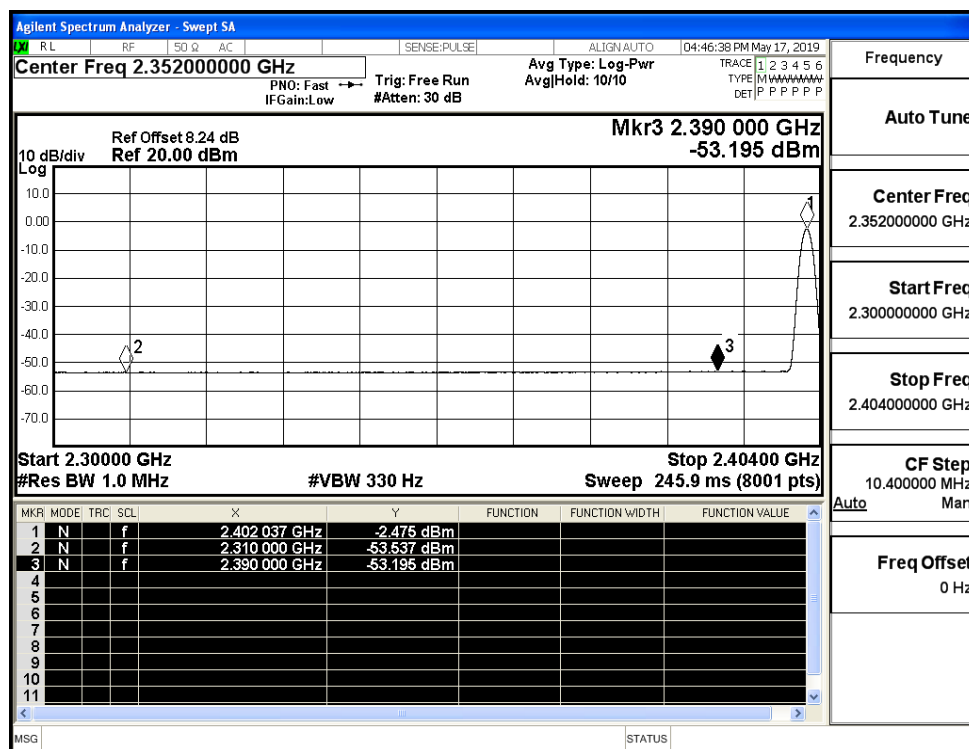 Agilent Spectrum Analyzer - Swept SA
LXI RL RF 50 Ω AC SENSE:PULSE ALIGN AUTO 04:46:38 PM May 17, 2019
Center Freq 2.352000000 GHz
PNO: Fast
IFGain:Low
Trig: Free Run
#Atten: 30 dB
Avg Type: Log-Pwr
Avg|Hold: 10/10
TRACE 1 2 3 4 5 6
TYPE M W W W W W
DET P P P P P P
Ref Offset 8.24 dB
Ref 20.00 dBm
10 dB/div
Log
Mkr3 2.390 000 GHz
-53.195 dBm
10.0
0.00
-10.0
-20.0
-30.0
-40.0
-50.0
-60.0
-70.0
1
2
3
Start 2.30000 GHz Stop 2.40400 GHz
#Res BW 1.0 MHz #VBW 330 Hz Sweep 245.9 ms (8001 pts)
MKR MODE TRC SCL X Y FUNCTION FUNCTION WIDTH FUNCTION VALUE
1 N f 2.402 037 GHz -2.475 dBm
2 N f 2.310 000 GHz -53.537 dBm
3 N f 2.390 000 GHz -53.195 dBm
4
5
6
7
8
9
10
11
MSG STATUS
Frequency
Auto Tune
Center Freq
2.352000000 GHz
Start Freq
2.300000000 GHz
Stop Freq
2.404000000 GHz
CF Step
10.400000 MHz
Auto Man
Freq Offset
0 Hz